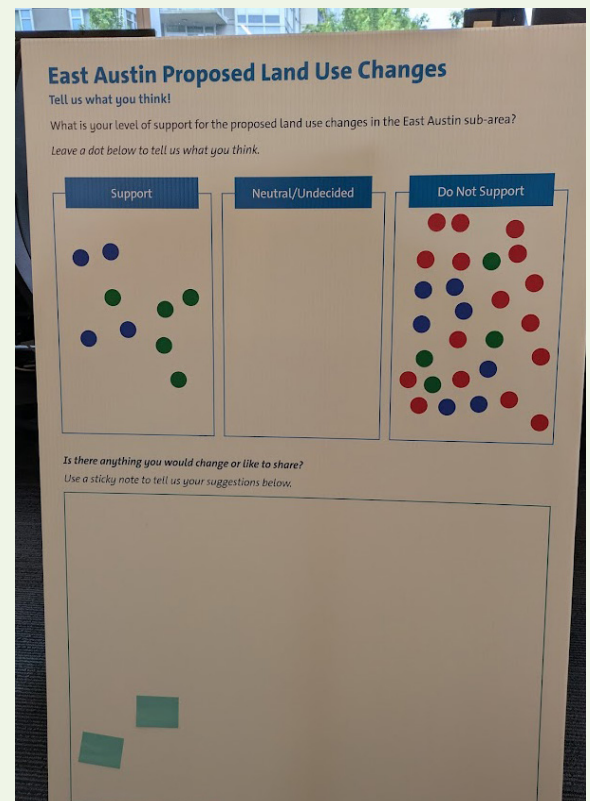 East Austin Proposed Land Use Changes
Tell us what you think!
What is your level of support for the proposed land use changes in the East Austin sub-area?
Leave a dot below to tell us what you think.
Support
Neutral/Undecided
Do Not Support
Is there anything you would change or like to share?
Use a sticky note to tell us your suggestions below.